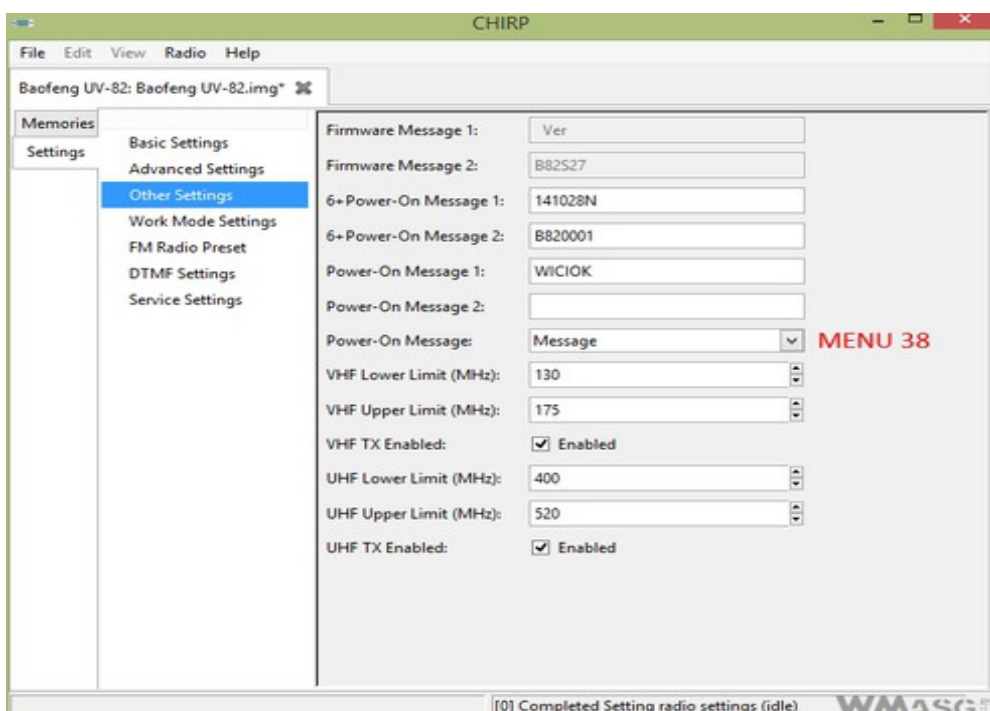 CHIRP
File Edit View Radio Help
Baofeng UV-82: Baofeng UV-82.img*
Memories
Settings
Basic Settings
Advanced Settings
Other Settings
Work Mode Settings
FM Radio Preset
DTMF Settings
Service Settings
Firmware Message 1: Ver
Firmware Message 2: B82S27
6+Power-On Message 1: 141028N
6+Power-On Message 2: B820001
Power-On Message 1: WICIOK
Power-On Message 2:
Power-On Message: Message MENU 38
VHF Lower Limit (MHz): 130
VHF Upper Limit (MHz): 175
VHF TX Enabled: Enabled
UHF Lower Limit (MHz): 400
UHF Upper Limit (MHz): 520
UHF TX Enabled: Enabled
[0] Completed Setting radio settings (idle)
WMASG